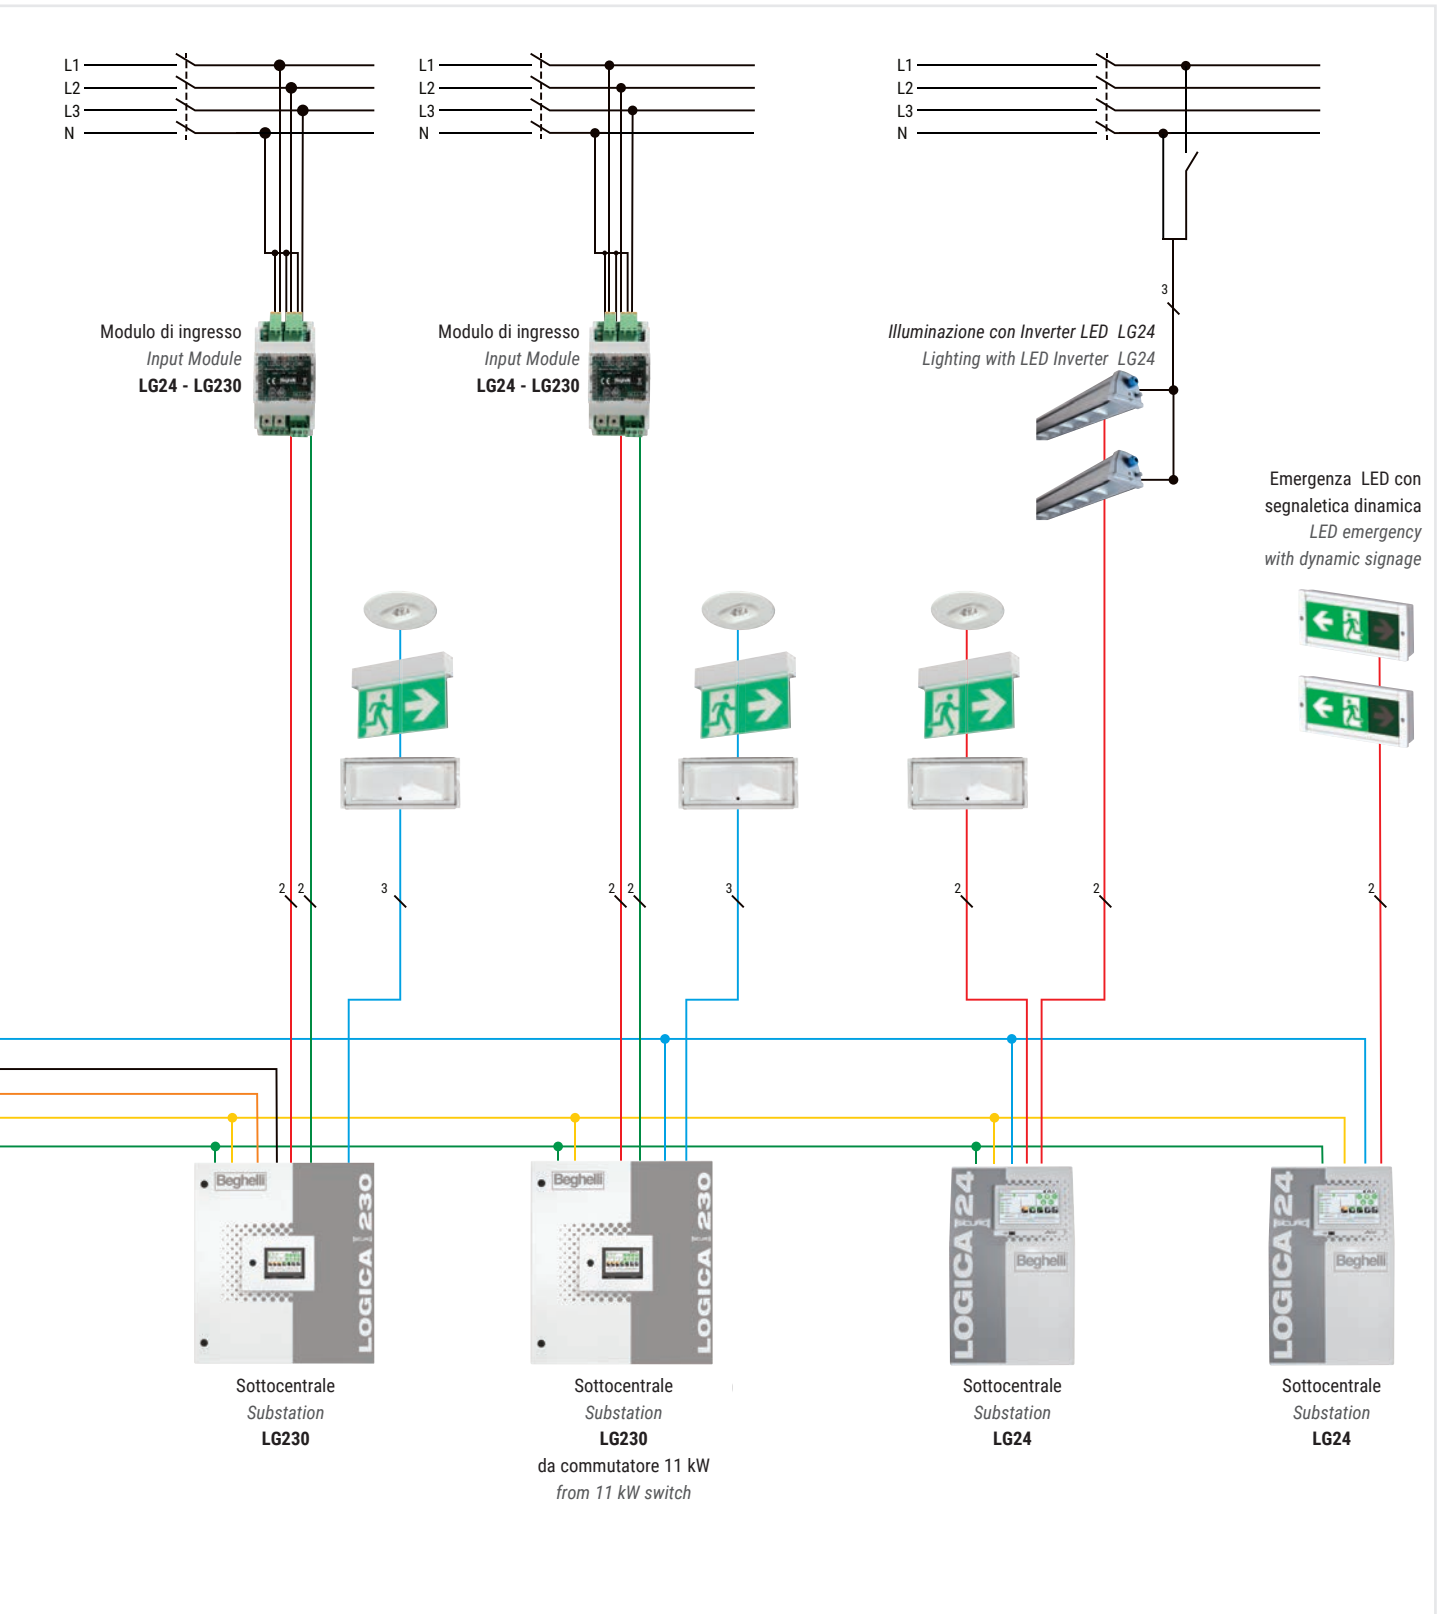 L1
L2
L3
N
L1
L2
L3
N
L1
L2
L3
N
3
Modulo di ingresso
Input Module
LG24 - LG230
Modulo di ingresso
Input Module
LG24 - LG230
Illuminazione con Inverter LED LG24
Lighting with LED Inverter LG24
Emergenza LED con
segnaletica dinamica
LED emergency
with dynamic signage
2 2
3
2 2
3
2
2
2
Beghelli
LOGICA 230
Beghelli
LOGICA 230
LOGICA 24
Beghelli
LOGICA 24
Beghelli
Sottocentrale
Substation
LG230
Sottocentrale
Substation
LG230
da commutatore 11 kW
from 11 kW switch
Sottocentrale
Substation
LG24
Sottocentrale
Substation
LG24